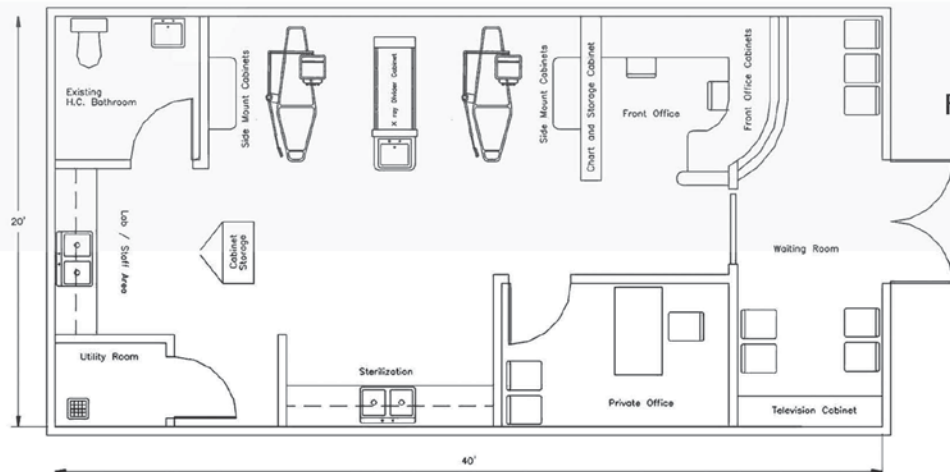 Existing
H.C. Bathroom
Side Mount Cabinets
X ray Divider Cabinet
Side Mount Cabinets
Chart and Storage Cabinet
Front Office
Front Office Cabinets
20'
Lab / Staff Area
Cabinet
Storage
Waiting Room
Utility Room
Sterilization
Private Office
Television Cabinet
40'